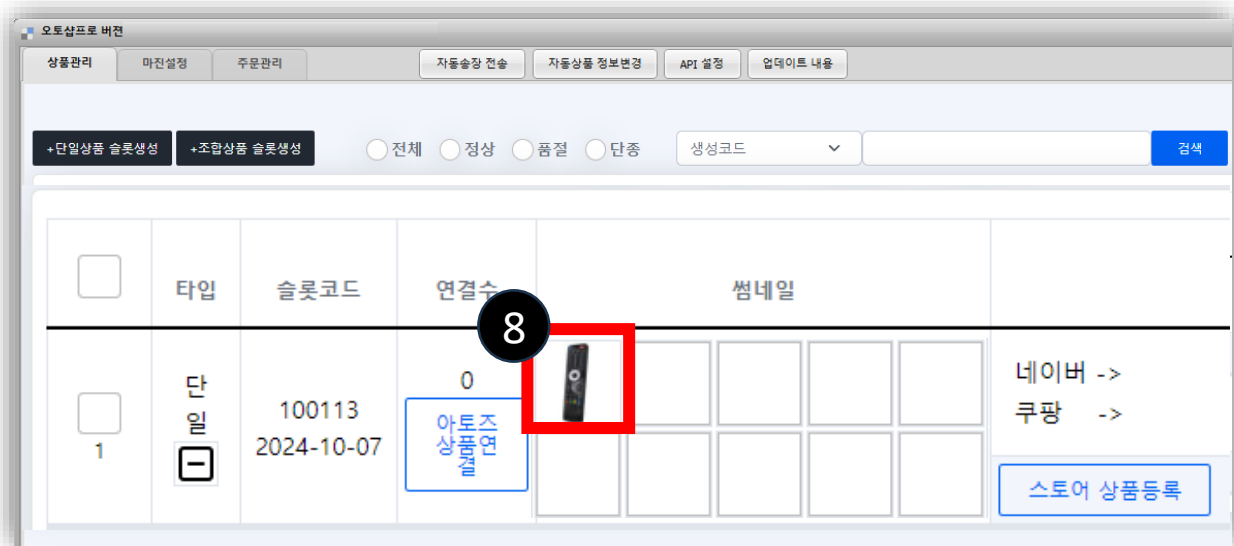 오토샵프로 버젼
상품관리 마진설정 주문관리 자동송장 전송 자동상품 정보변경 API 설정 업데이트 내용
+단일상품 슬롯생성 +조합상품 슬롯생성 전체 정상 품절 단종 생성코드 검색
타입 슬롯코드 연결수 썸네일
8
1
단
일
100113
2024-10-07
0
아토즈
상품연
결
네이버 ->
쿠팡 ->
스토어 상품등록